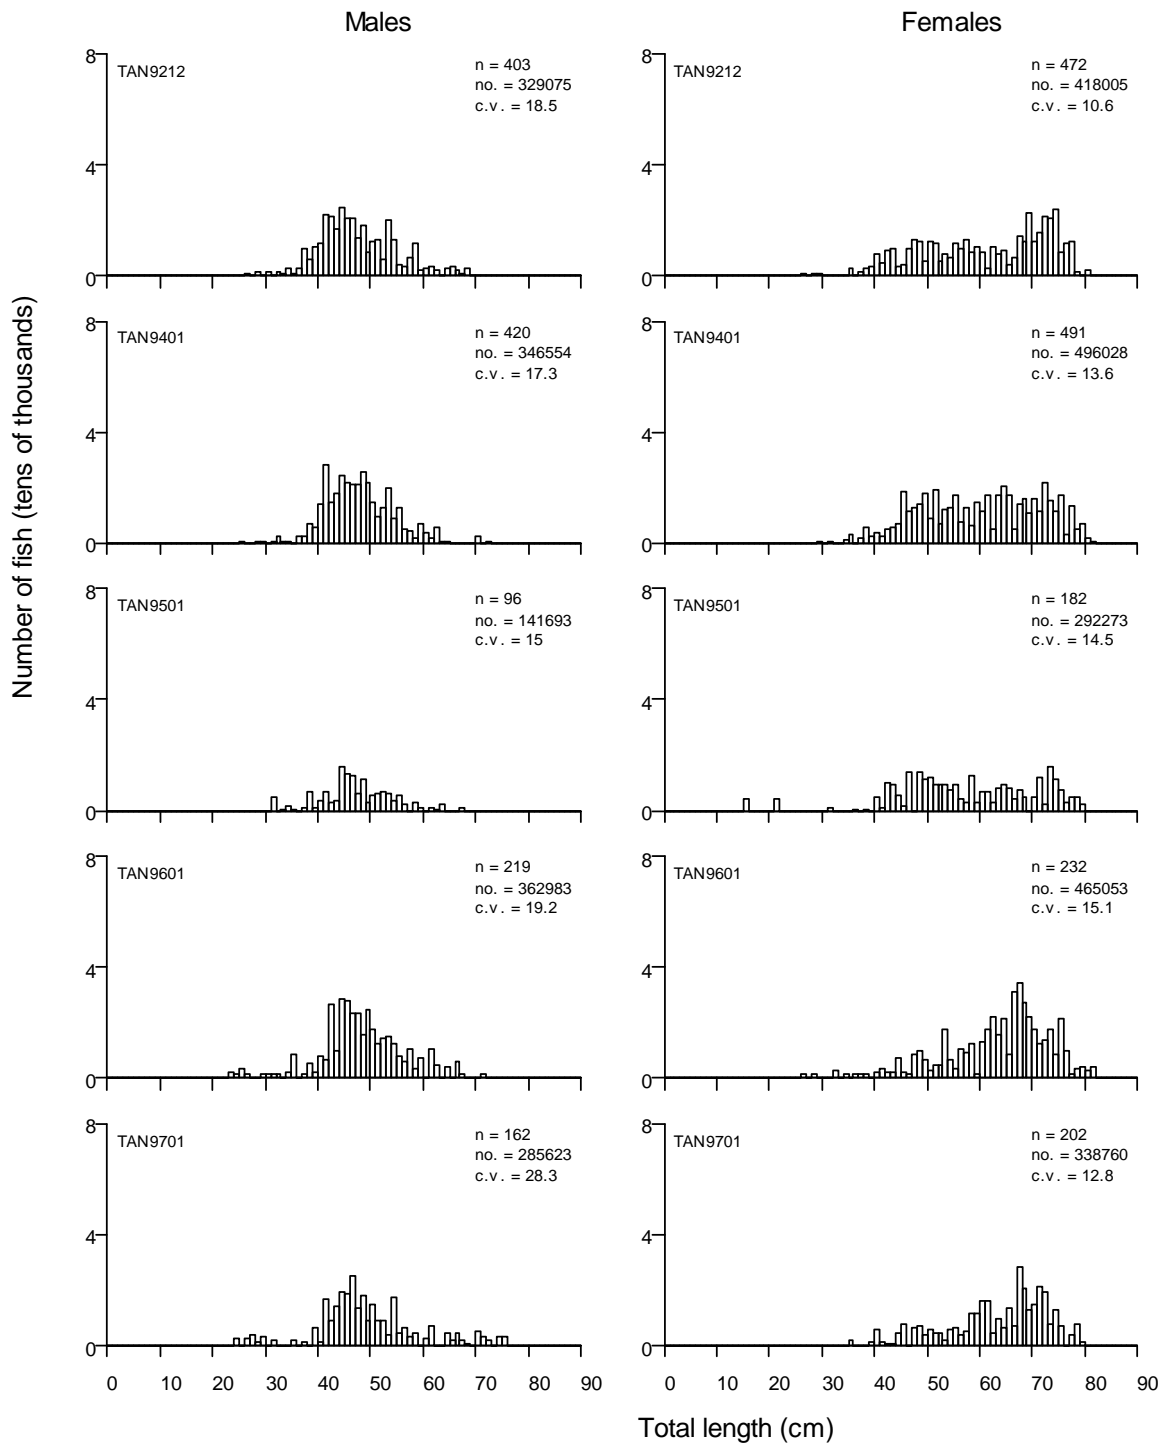 Males
Females
Number of fish (tens of thousands)
8
4
0
TAN9212
n = 403
no. = 329075
c.v. = 18.5
TAN9212
n = 472
no. = 418005
c.v. = 10.6
8
4
0
8
4
0
TAN9401
n = 420
no. = 346554
c.v. = 17.3
8
4
0
TAN9401
n = 491
no. = 496028
c.v. = 13.6
8
4
0
TAN9501
n = 96
no. = 141693
c.v. = 15
8
4
0
TAN9501
n = 182
no. = 292273
c.v. = 14.5
8
4
0
TAN9601
n = 219
no. = 362983
c.v. = 19.2
8
4
0
TAN9601
n = 232
no. = 465053
c.v. = 15.1
8
4
0
TAN9701
n = 162
no. = 285623
c.v. = 28.3
8
4
0
TAN9701
n = 202
no. = 338760
c.v. = 12.8
0 10 20 30 40 50 60 70 80 90
0 10 20 30 40 50 60 70 80 90
Total length (cm)